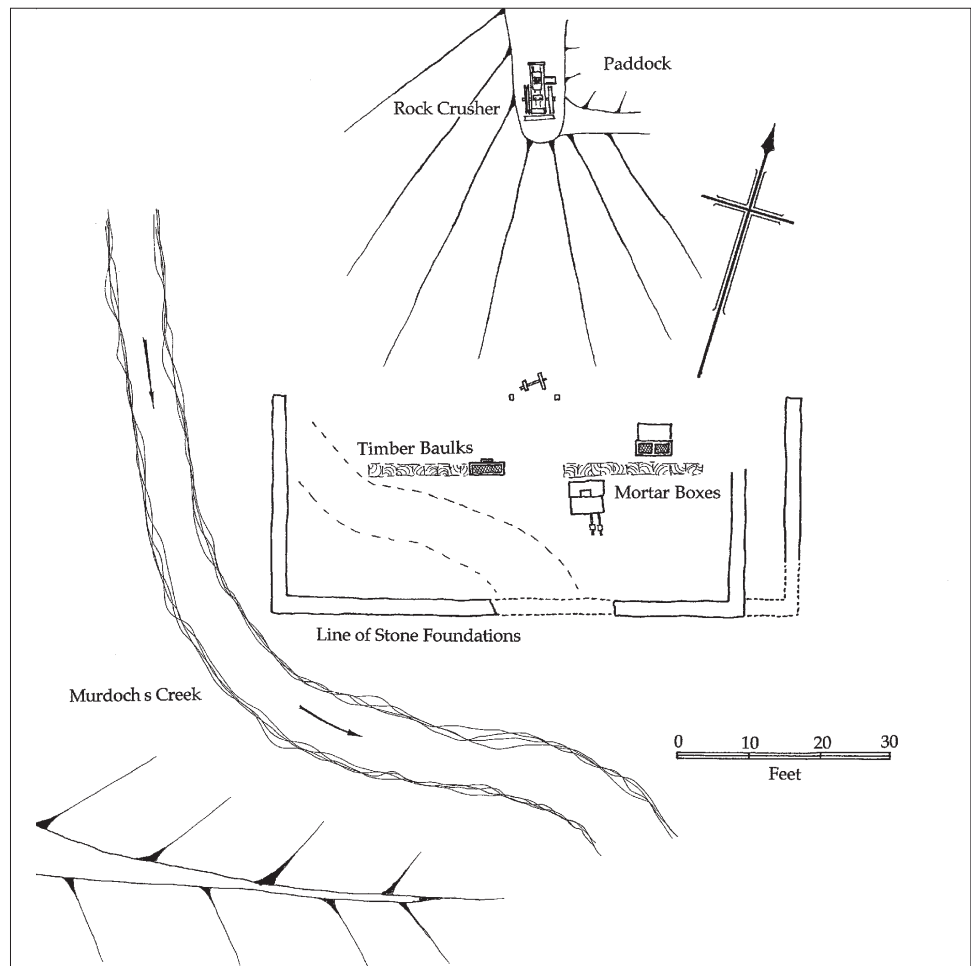 Paddock
Rock Crusher
Timber Baulks
Mortar Boxes
Line of Stone Foundations
Murdoch s Creek
0 10 20 30
Feet